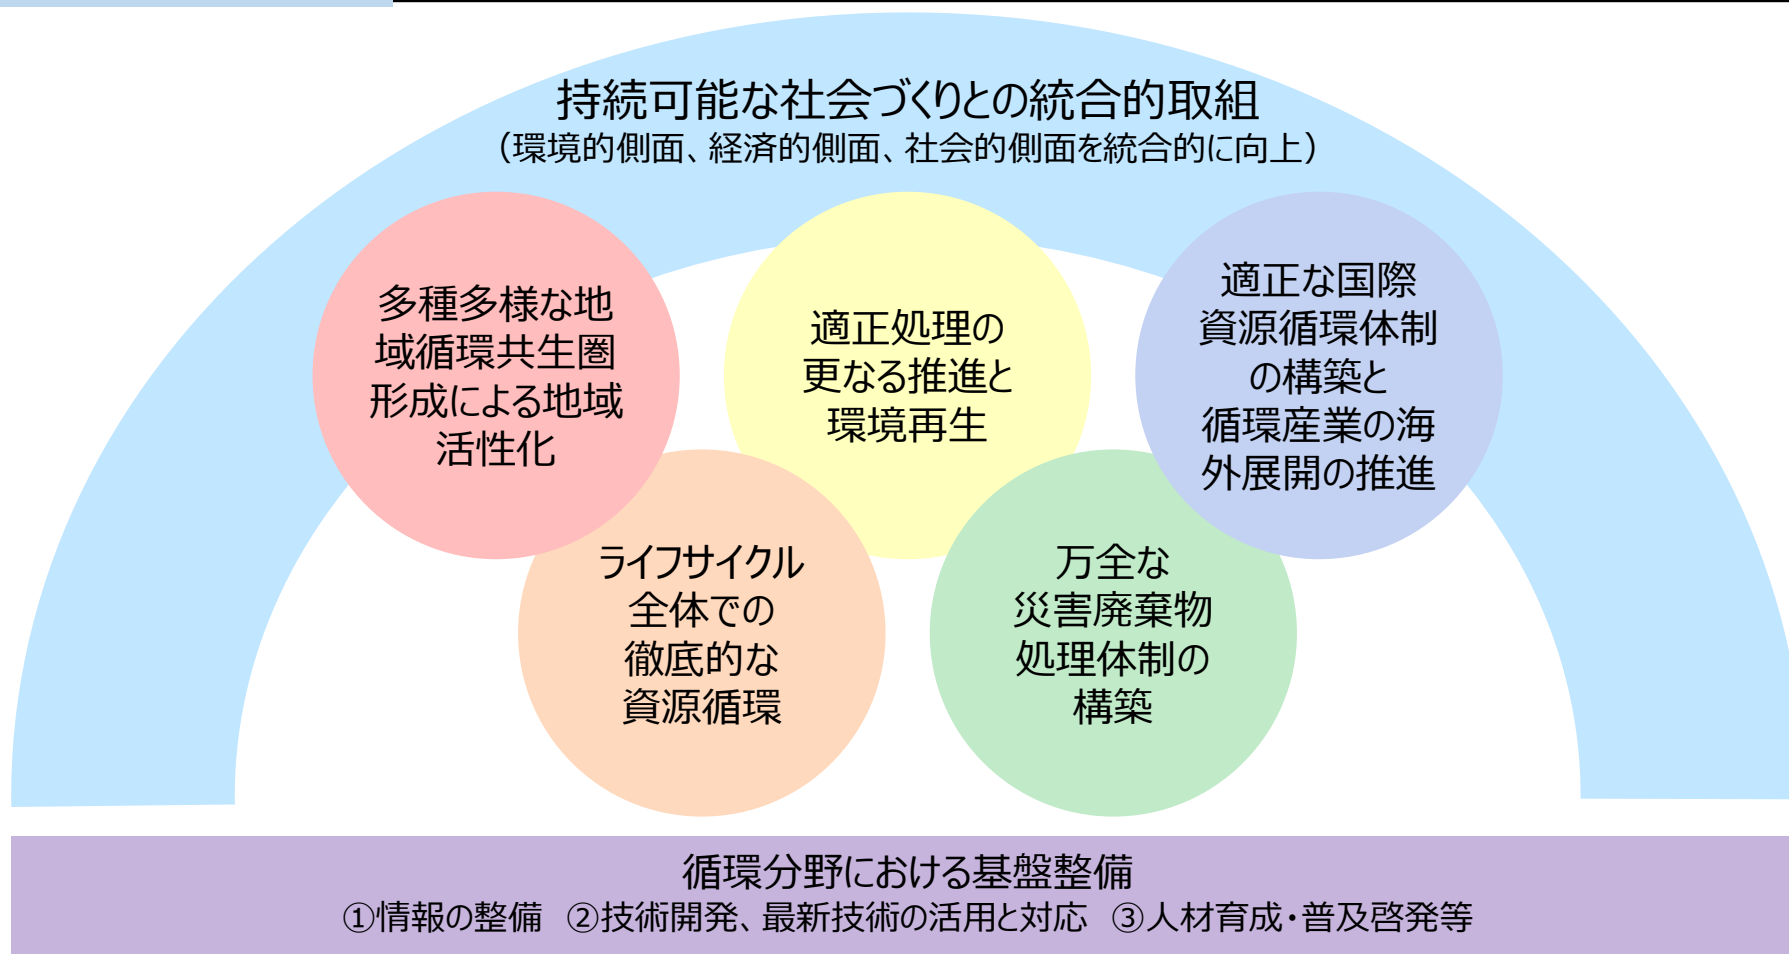 持続可能な社会づくりとの統合的取組
（環境的側面、経済的側面、社会的側面を統合的に向上）
多種多様な地
域循環共生圏
形成による地域
活性化
適正処理の
更なる推進と
環境再生
適正な国際
資源循環体制
の構築と
循環産業の海
外展開の推進
ライフサイクル
全体での
徹底的な
資源循環
万全な
災害廃棄物
処理体制の
構築
循環分野における基盤整備
①情報の整備　②技術開発、最新技術の活用と対応　③人材育成・普及啓発等